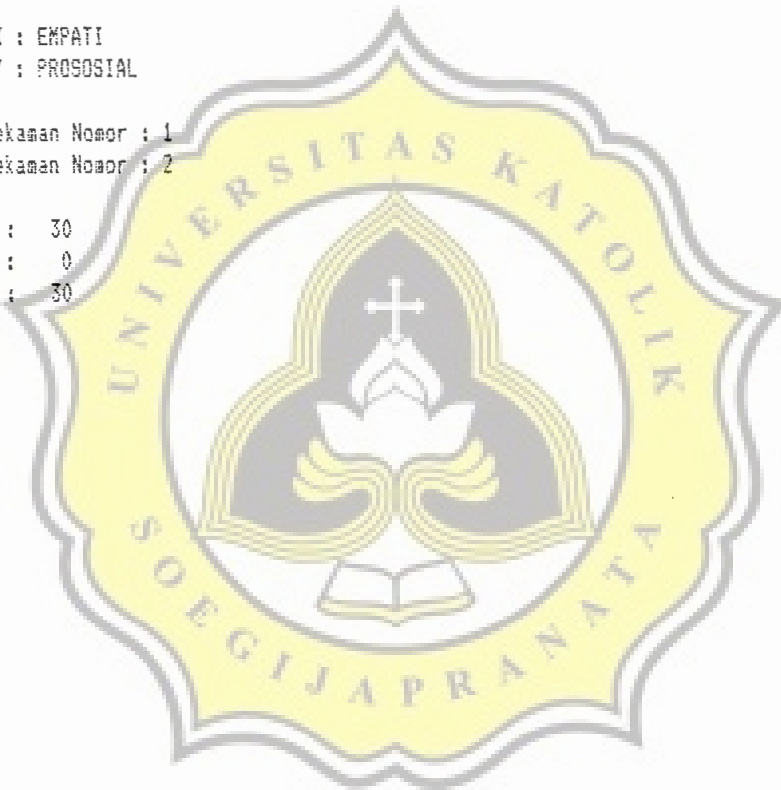 : EMPATI
: PROSOSIAL
ekaman Nomor : 1
ekaman Nomor : 2
: 30
: 0
: 30
UNIVERSITAS KATOLIK
SOEGIJAPRANATA